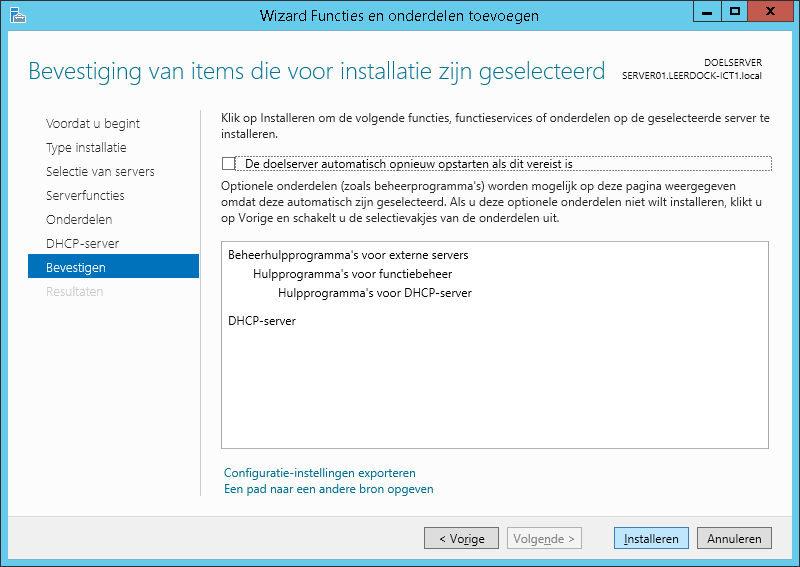 Wizard Functies en onderdelen toevoegen
Bevestiging van items die voor installatie zijn geselecteerd
DOELSERVER
SERVER01.LEERDOCK-ICT1.local
Voordat u begint
Type installatie
Selectie van servers
Serverfuncties
Onderdelen
DHCP-server
Bevestigen
Resultaten
Klik op Installeren om de volgende functies, functieservices of onderdelen op de geselecteerde server te
installeren.
De doelserver automatisch opnieuw opstarten als dit vereist is
Optionele onderdelen (zoals beheerprogramma's) worden mogelijk op deze pagina weergegeven
omdat deze automatisch zijn geselecteerd. Als u deze optionele onderdelen niet wilt installeren, klikt u
op Vorige en schakelt u de selectievakjes van de onderdelen uit.
Beheerhulpprogramma's voor externe servers
Hulpprogramma's voor functiebeheer
Hulpprogramma's voor DHCP-server
DHCP-server
Configuratie-instellingen exporteren
Een pad naar een andere bron opgeven
< Vorige
Volgende >
Installeren
Annuleren